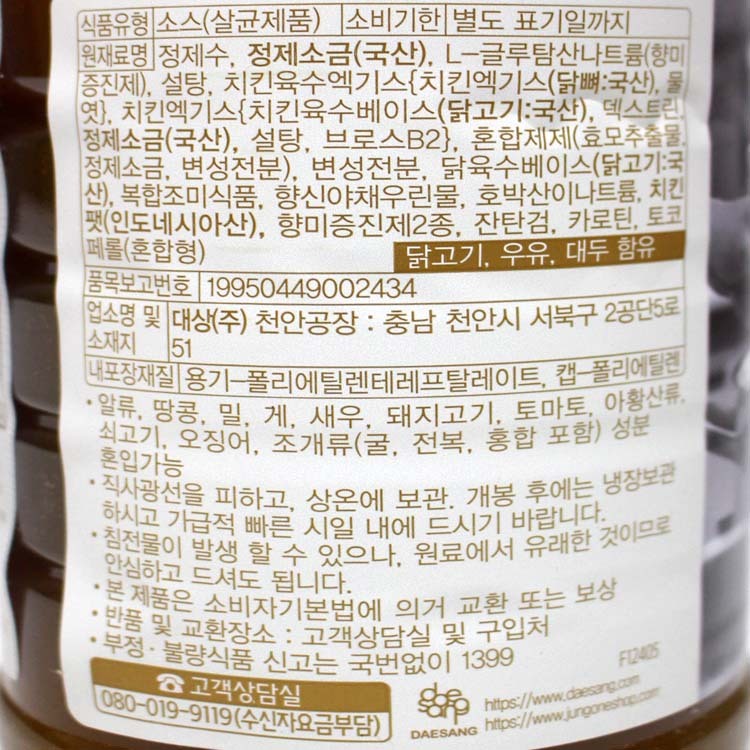 식품유형 소스(살균제품) 소비기한 별도 표기일까지
원재료명 정제수, 정제소금(국산), L-글루탐산나트륨(향미
증진제), 설탕, 치킨육수엑기스{치킨엑기스(닭뼈:국산), 물
엿}, 치킨엑기스{치킨육수베이스(닭고기:국산), 덱스트린,
정제소금(국산), 설탕, 브로스B2}, 혼합제제(효모추출물,
정제소금, 변성전분), 변성전분, 닭육수베이스(닭고기:국
산), 복합조미식품, 향신야채우린물, 호박산이나트륨, 치킨
팻(인도네시아산), 향미증진제2종, 잔탄검, 카로틴, 토코
페롤(혼합형) 닭고기, 우유, 대두 함유
품목보고번호 19950449002434
업소명 및 소재지 대상(주) 천안공장 : 충남 천안시 서북구 2공단5로
51
내포장재질 용기-폴리에틸렌테레프탈레이트, 캡-폴리에틸렌
• 알류, 땅콩, 밀, 게, 새우, 돼지고기, 토마토, 아황산류,
쇠고기, 오징어, 조개류(굴, 전복, 홍합 포함) 성분
혼입가능
• 직사광선을 피하고, 상온에 보관. 개봉 후에는 냉장보관
하시고 가급적 빠른 시일 내에 드시기 바랍니다.
• 침전물이 발생 할 수 있으나, 원료에서 유래한 것이므로
안심하고 드셔도 됩니다.
• 본 제품은 소비자기본법에 의거 교환 또는 보상
• 반품 및 교환장소 : 고객상담실 및 구입처
• 부정·불량식품 신고는 국번없이 1399
F12405
☎ 고객상담실
080-019-9119(수신자요금부담)
daesang
DAESANG
https://www.daesang.com
https://www.jungoneshop.com